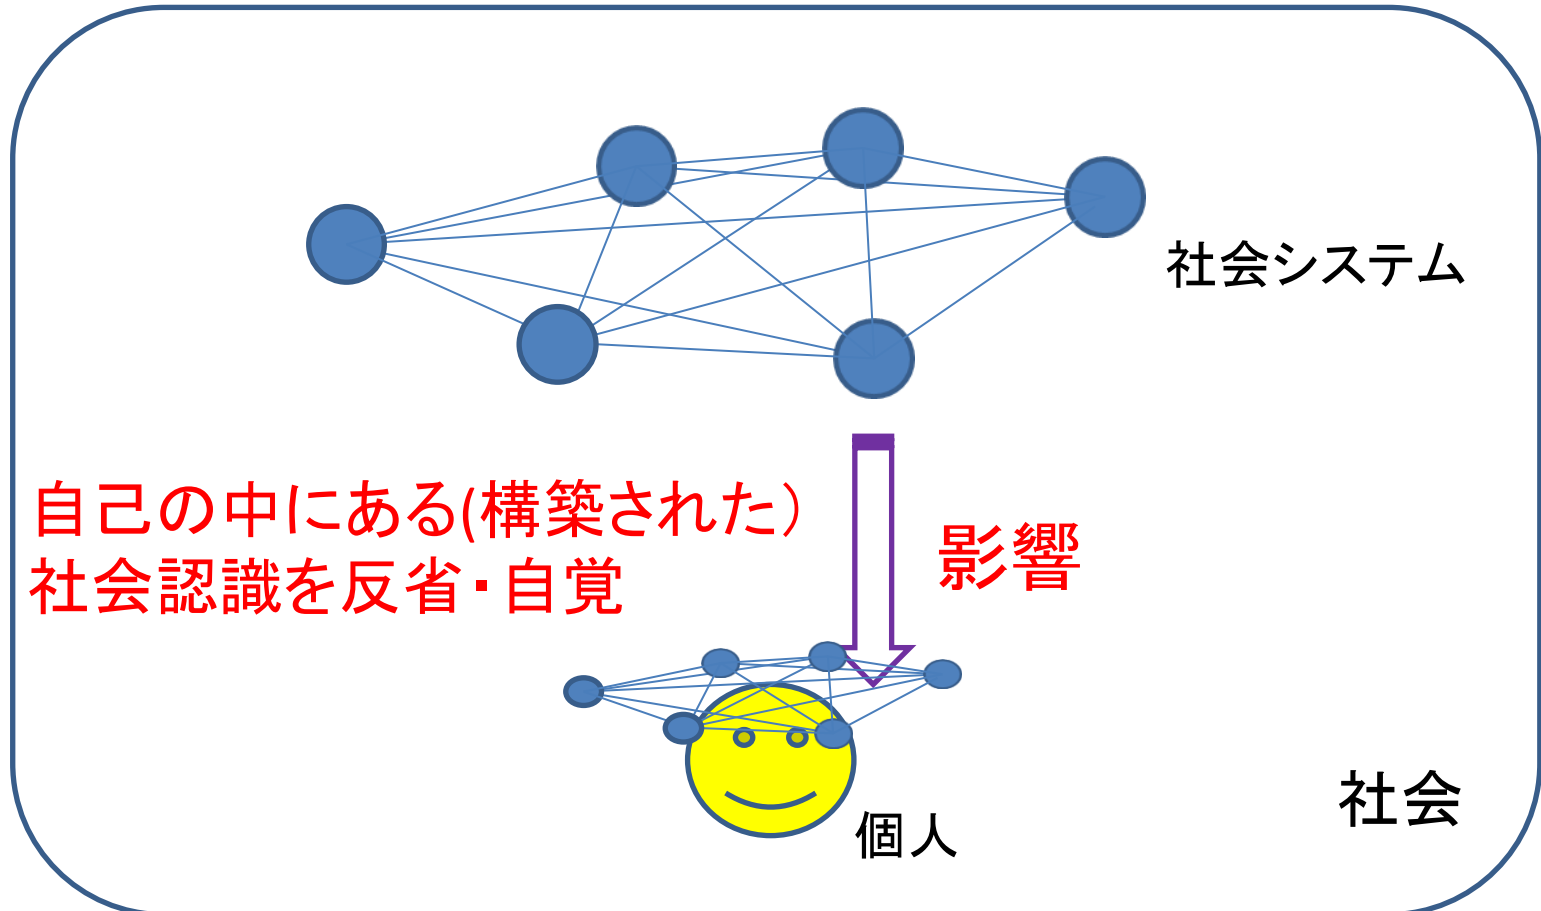 社会システム
自己の中にある(構築された）
社会認識を反省・自覚
影響
社会
個人